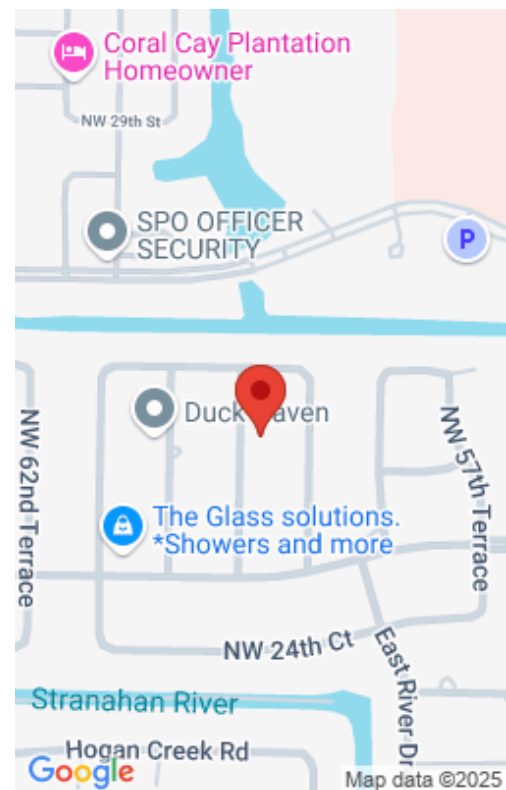 Coral Cay Plantation
Homeowner
NW 29th St
SPO OFFICER
SECURITY
P
Duck Haven
NW 62nd Terrace
NW 57th Terrace
The Glass solutions.
*Showers and more
NW 24th Ct
East River Dr
Stranahan River
Hogan Creek Rd
Google
Map data ©2025